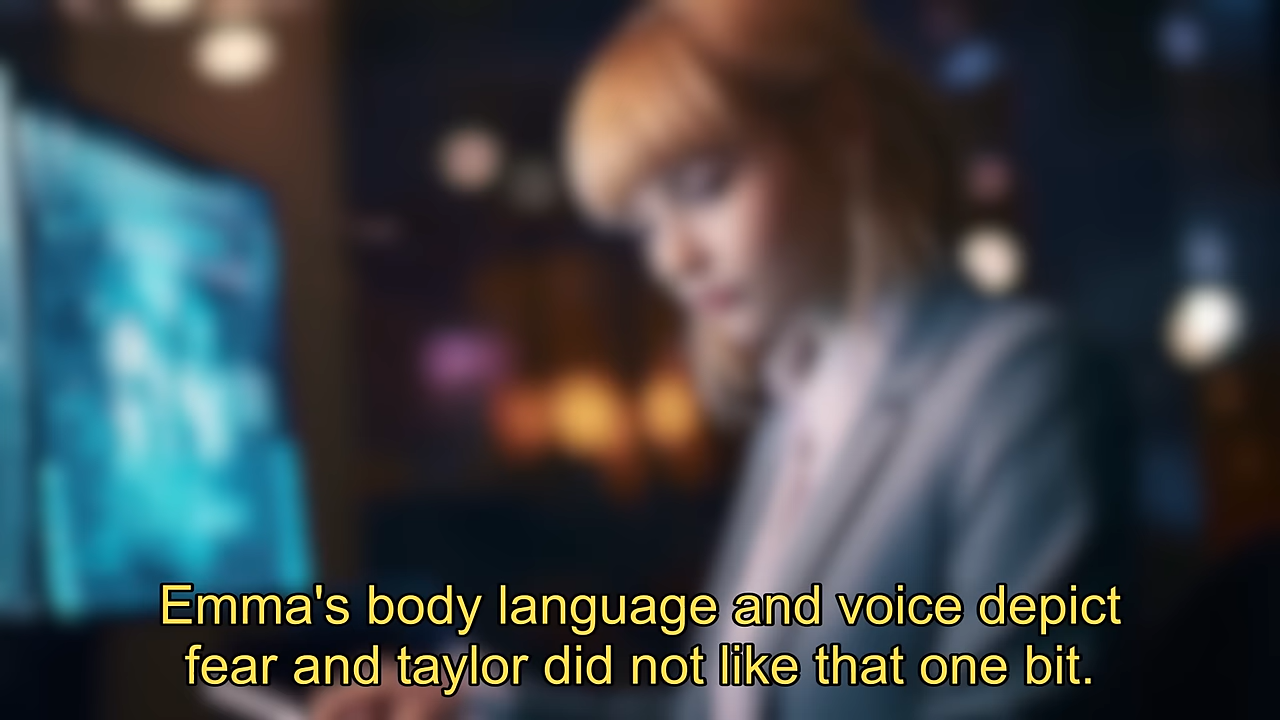 Emma's body language and voice depict
fear and taylor did not like that one bit.